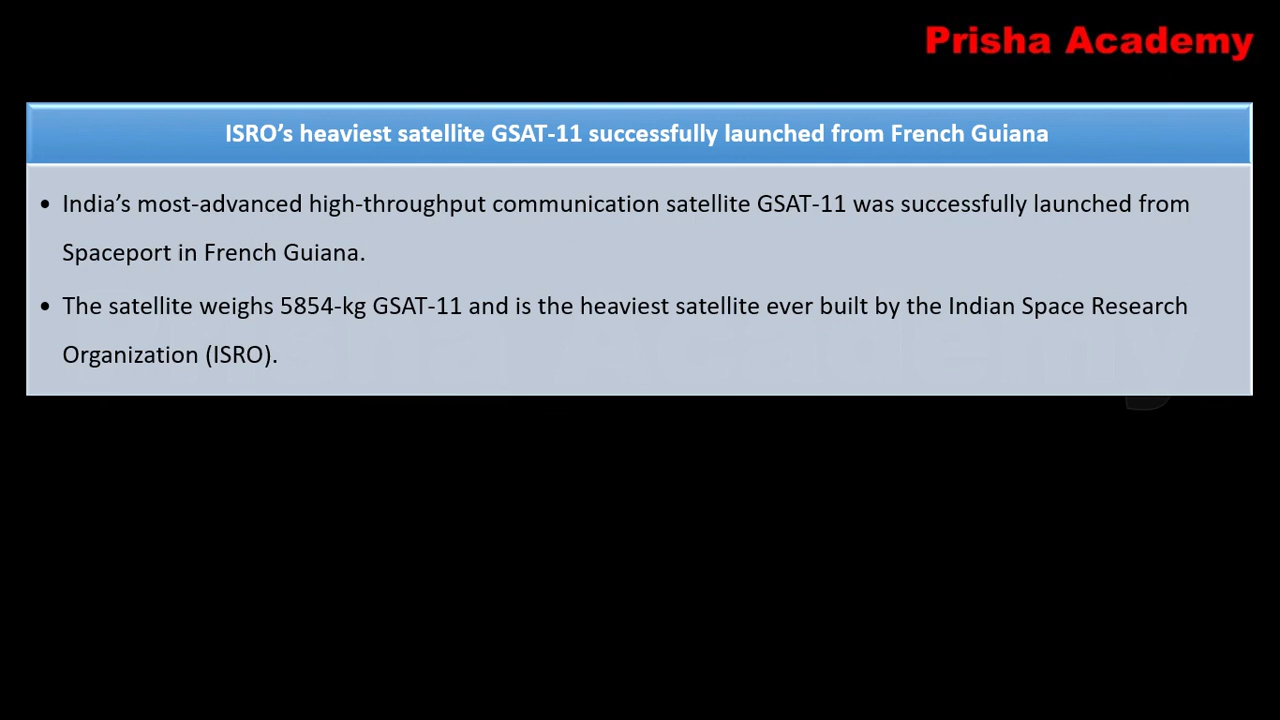 Prisha Academy
ISRO’s heaviest satellite GSAT-11 successfully launched from French Guiana
• India’s most-advanced high-throughput communication satellite GSAT-11 was successfully launched from
Spaceport in French Guiana.
• The satellite weighs 5854-kg GSAT-11 and is the heaviest satellite ever built by the Indian Space Research
Organization (ISRO).